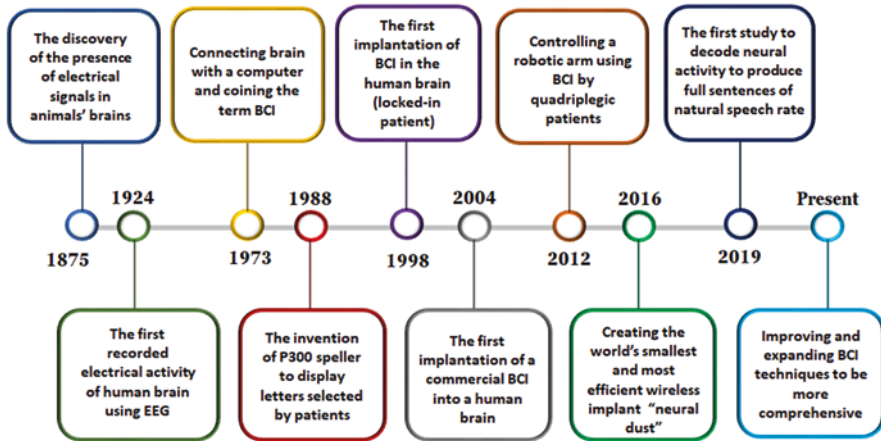 The discovery
of the presence
of electrical
signals in
animals’ brains
Connecting brain
with a computer
and coining the
term BCI
The first
implantation of
BCI in the
human brain
(locked-in
patient)
Controlling a
robotic arm using
BCI by
quadriplegic
patients
The first study to
decode neural
activity to produce
full sentences of
natural speech rate
1924
1988
2004
2016
Present
1875
1973
1998
2012
2019
The first
recorded
electrical activity
of human brain
using EEG
The invention
of P300 speller
to display
letters selected
by patients
The first
implantation of a
commercial BCI
into a human
brain
Creating the
world’s smallest
and most
efficient wireless
implant “neural
dust”
Improving and
expanding BCI
techniques to be
more
comprehensive